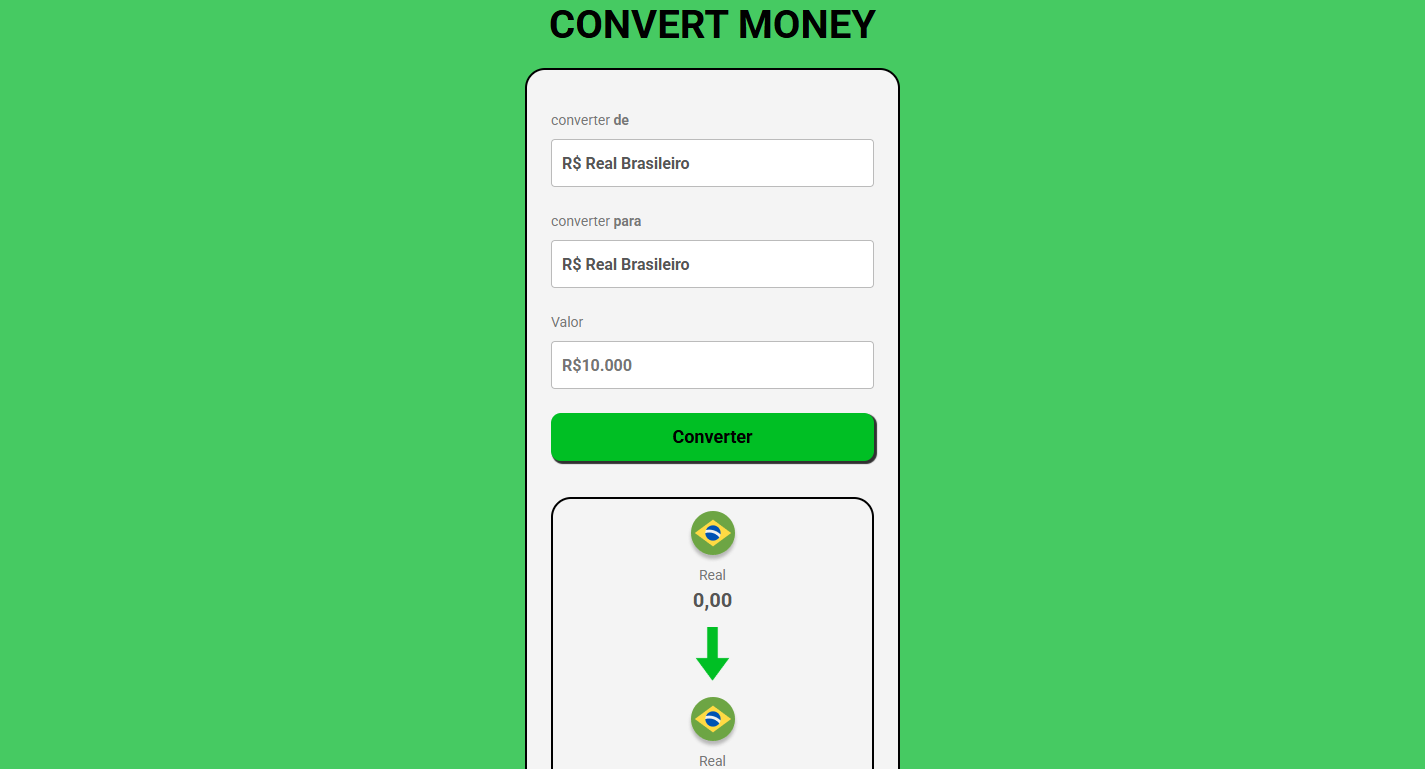 CONVERT MONEY
converter de
R$ Real Brasileiro
converter para
R$ Real Brasileiro
Valor
R$10.000
Converter
Real
0,00
Real